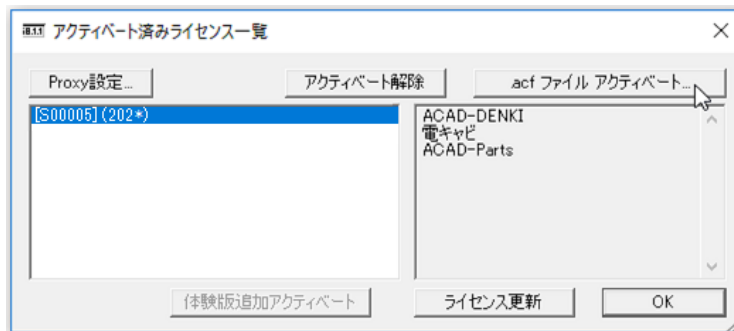 アクティベート済みライセンス一覧
Proxy設定...
アクティベート解除
.acf ファイル アクティベート...
[S00005](202*)
ACAD-DENKI
電キャビ
ACAD-Parts
体験版追加アクティベート
ライセンス更新
OK